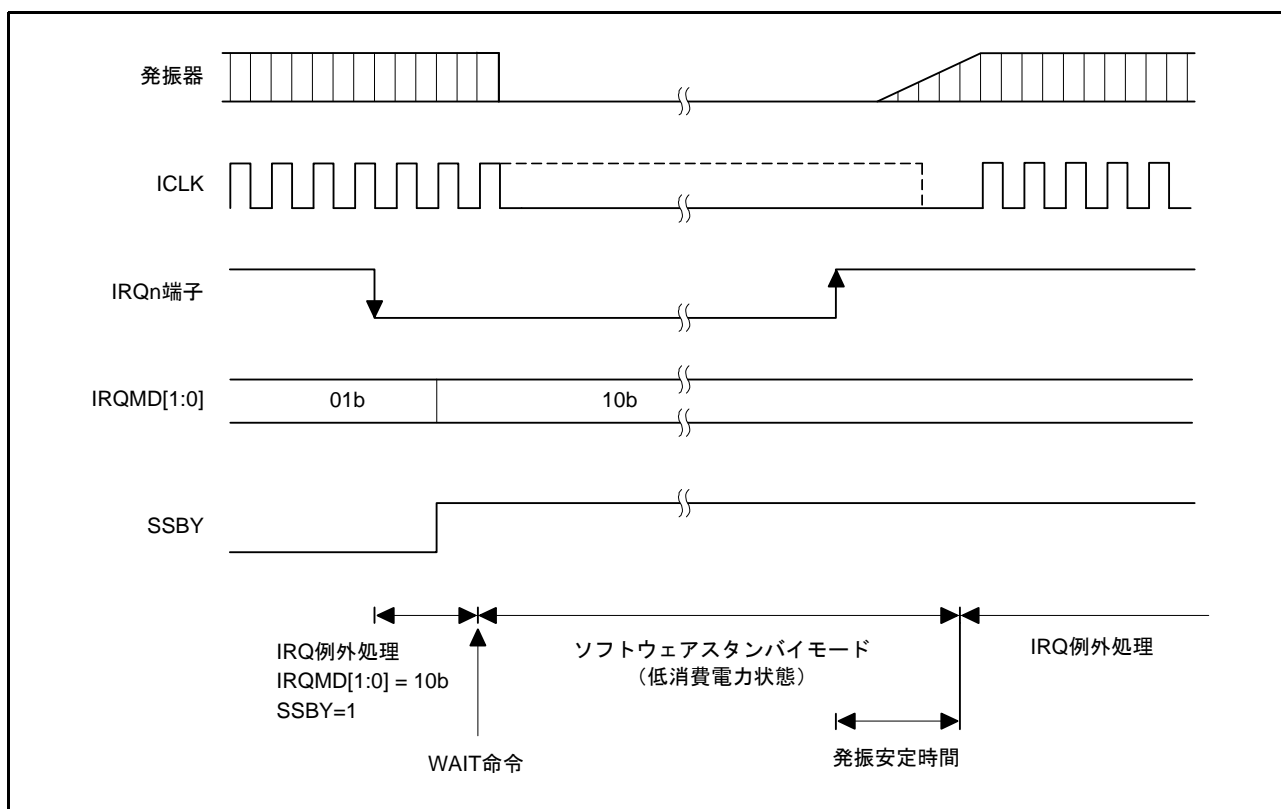 発振器
ICLK
IRQn端子
IRQMD[1:0]
01b
10b
SSBY
IRQ例外処理
IRQMD[1:0] = 10b
SSBY=1
WAIT命令
ソフトウェアスタンバイモード
（低消費電力状態）
発振安定時間
IRQ例外処理